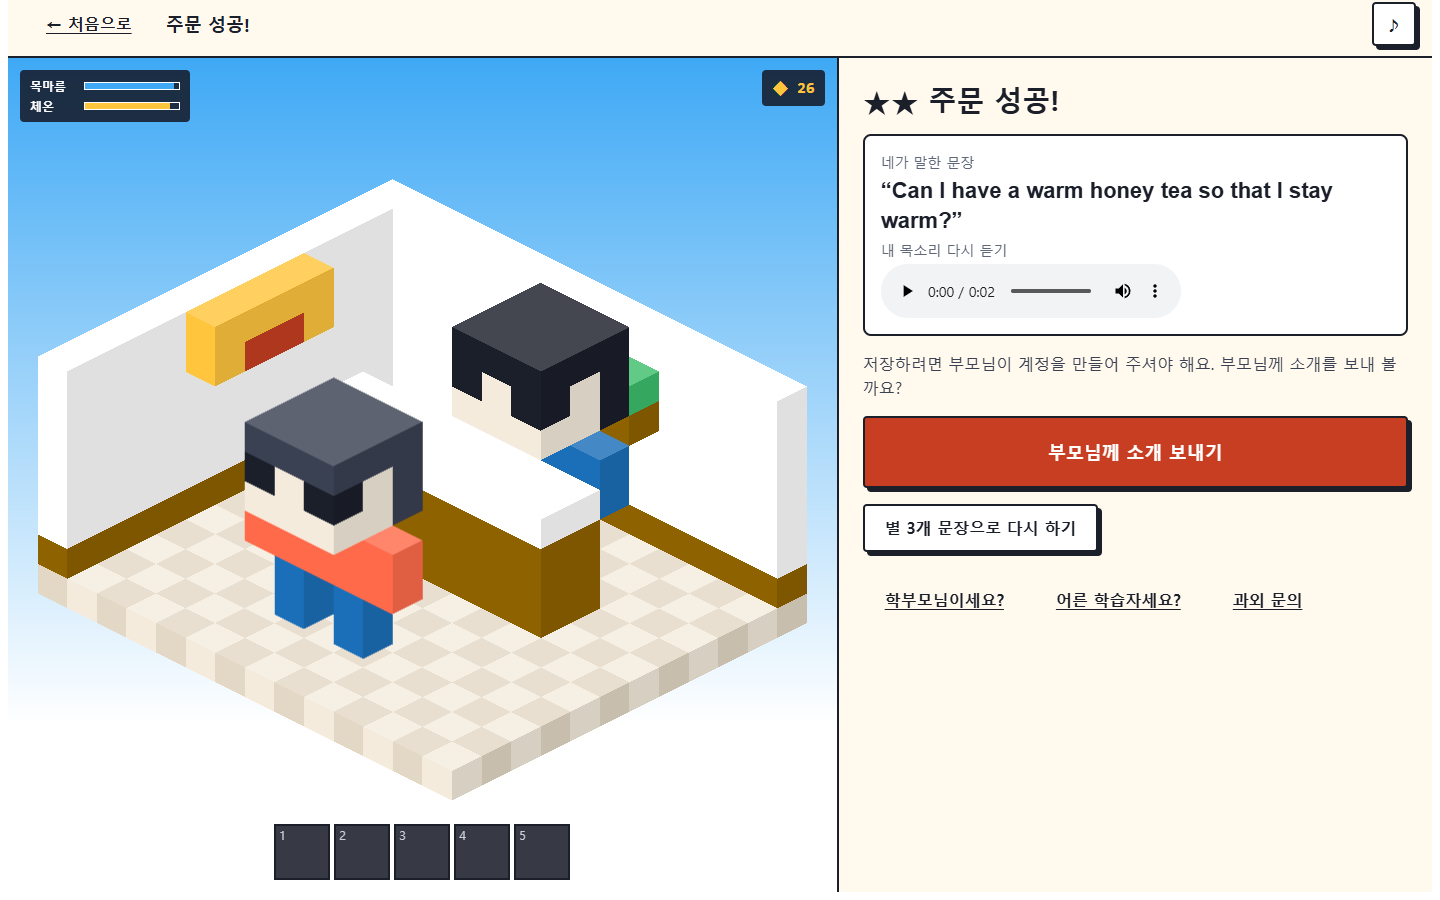 ← 처음으로
주문 성공!
♪
목마름
체온
◆ 26
1
2
3
4
5
★★ 주문 성공!
네가 말한 문장
“Can I have a warm honey tea so that I stay
warm?”
내 목소리 다시 듣기
0:00 / 0:02
저장하려면 부모님이 계정을 만들어 주셔야 해요. 부모님께 소개를 보내 볼
까요?
부모님께 소개 보내기
별 3개 문장으로 다시 하기
학부모님이세요?
어른 학습자세요?
과외 문의